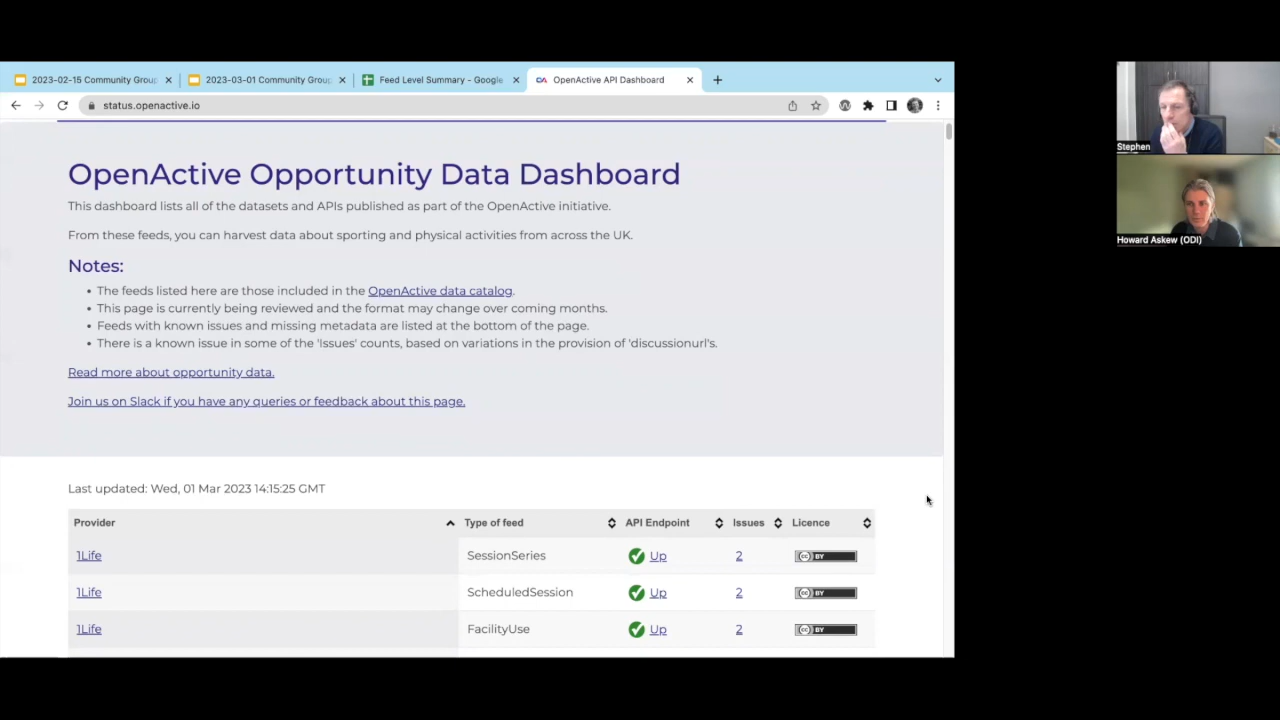 2023-02-15 Community Group
2023-03-01 Community Group
Feed Level Summary - Google
OpenActive API Dashboard
status.openactive.io
OpenActive Opportunity Data Dashboard
This dashboard lists all of the datasets and APIs published as part of the OpenActive initiative.
From these feeds, you can harvest data about sporting and physical activities from across the UK.
Notes:
The feeds listed here are those included in the OpenActive data catalog.
This page is currently being reviewed and the format may change over coming months.
Feeds with known issues and missing metadata are listed at the bottom of the page.
There is a known issue in some of the 'Issues' counts, based on variations in the provision of 'discussionurl's.
Read more about opportunity data.
Join us on Slack if you have any queries or feedback about this page.
Last updated: Wed, 01 Mar 2023 14:15:25 GMT
Provider Type of feed API Endpoint Issues Licence
1Life SessionSeries Up 2 CC BY
1Life ScheduledSession Up 2 CC BY
1Life FacilityUse Up 2 CC BY
Stephen
Howard Askew (ODI)